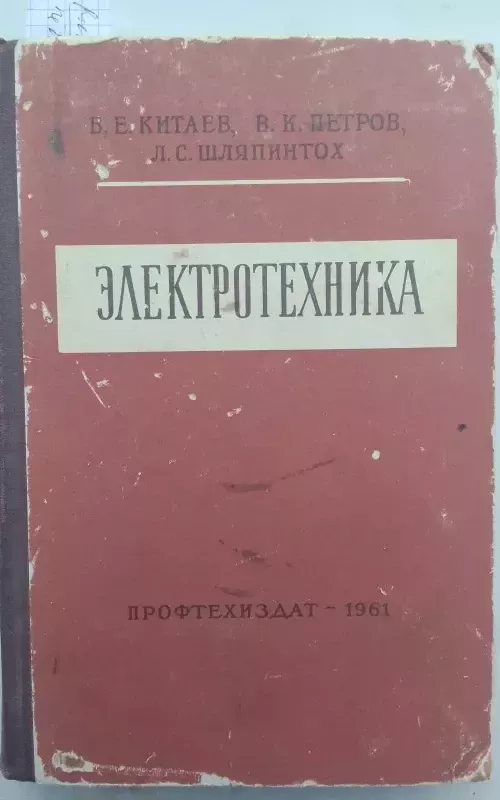 Б. Е. КИТАЕВ, В. К. ПЕТРОВ,
Л. С. ШЛЯПИНТОХ
ЭЛЕКТРОТЕХНИКА
ПРОФТЕХИЗДАТ – 1961